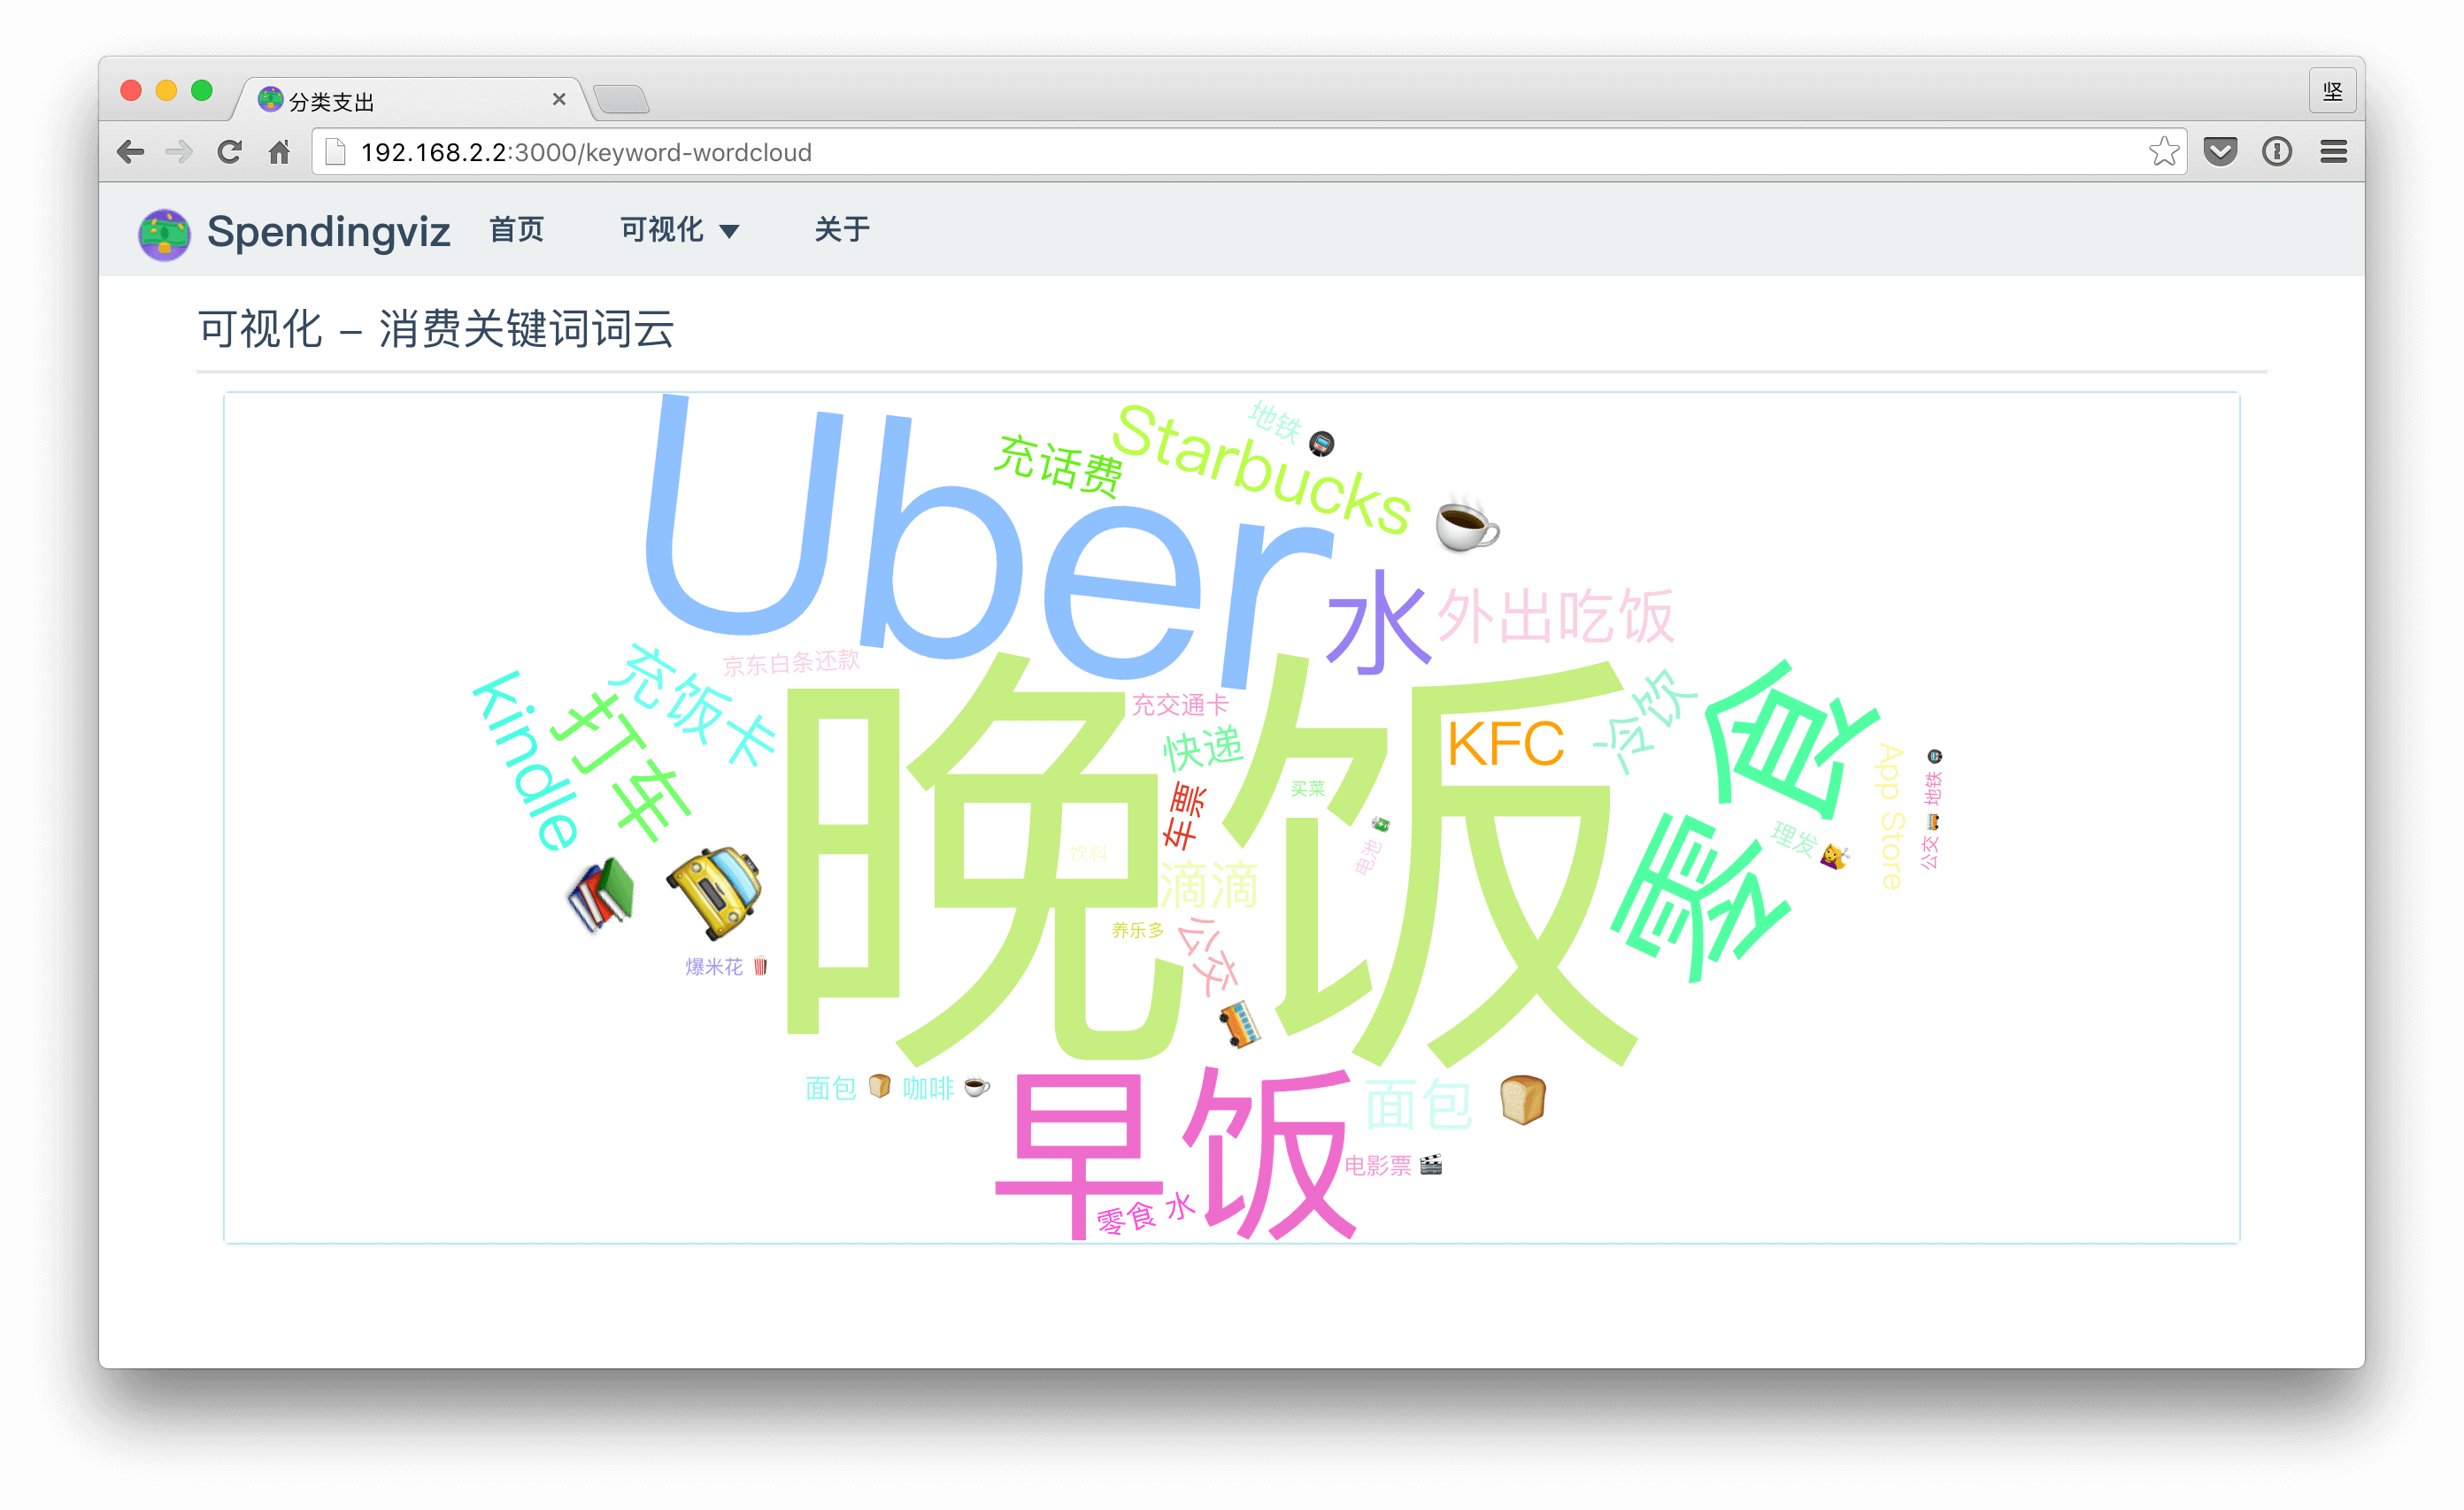 分类支出
坚
192.168.2.2:3000/keyword-wordcloud
Spendingviz 首页 可视化 关于
可视化 – 消费关键词词云
Uber
充话费
Starbucks ☕
地铁 🚇
水
外出吃饭
京东白条还款
充饭卡
打车 🚕
Kindle 📚
晚饭
充交通卡
快递
KFC
冷饮
零食
App Store
公交 🚌 地铁 🚇
车票
买菜
饮料
电池 💸
理发 💇
滴滴
养乐多
公交 🚌
爆米花 🍿
面包 🍞 咖啡 ☕
早饭
面包 🍞
电影票 🎬
零食 水